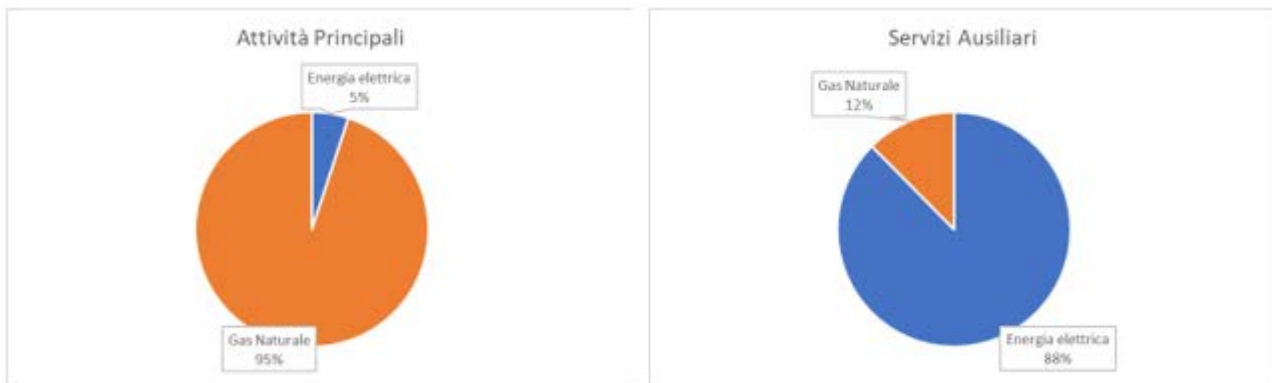 Attività Principali
Energia elettrica
5%
Gas Naturale
95%
Servizi Ausiliari
Gas Naturale
12%
Energia elettrica
88%